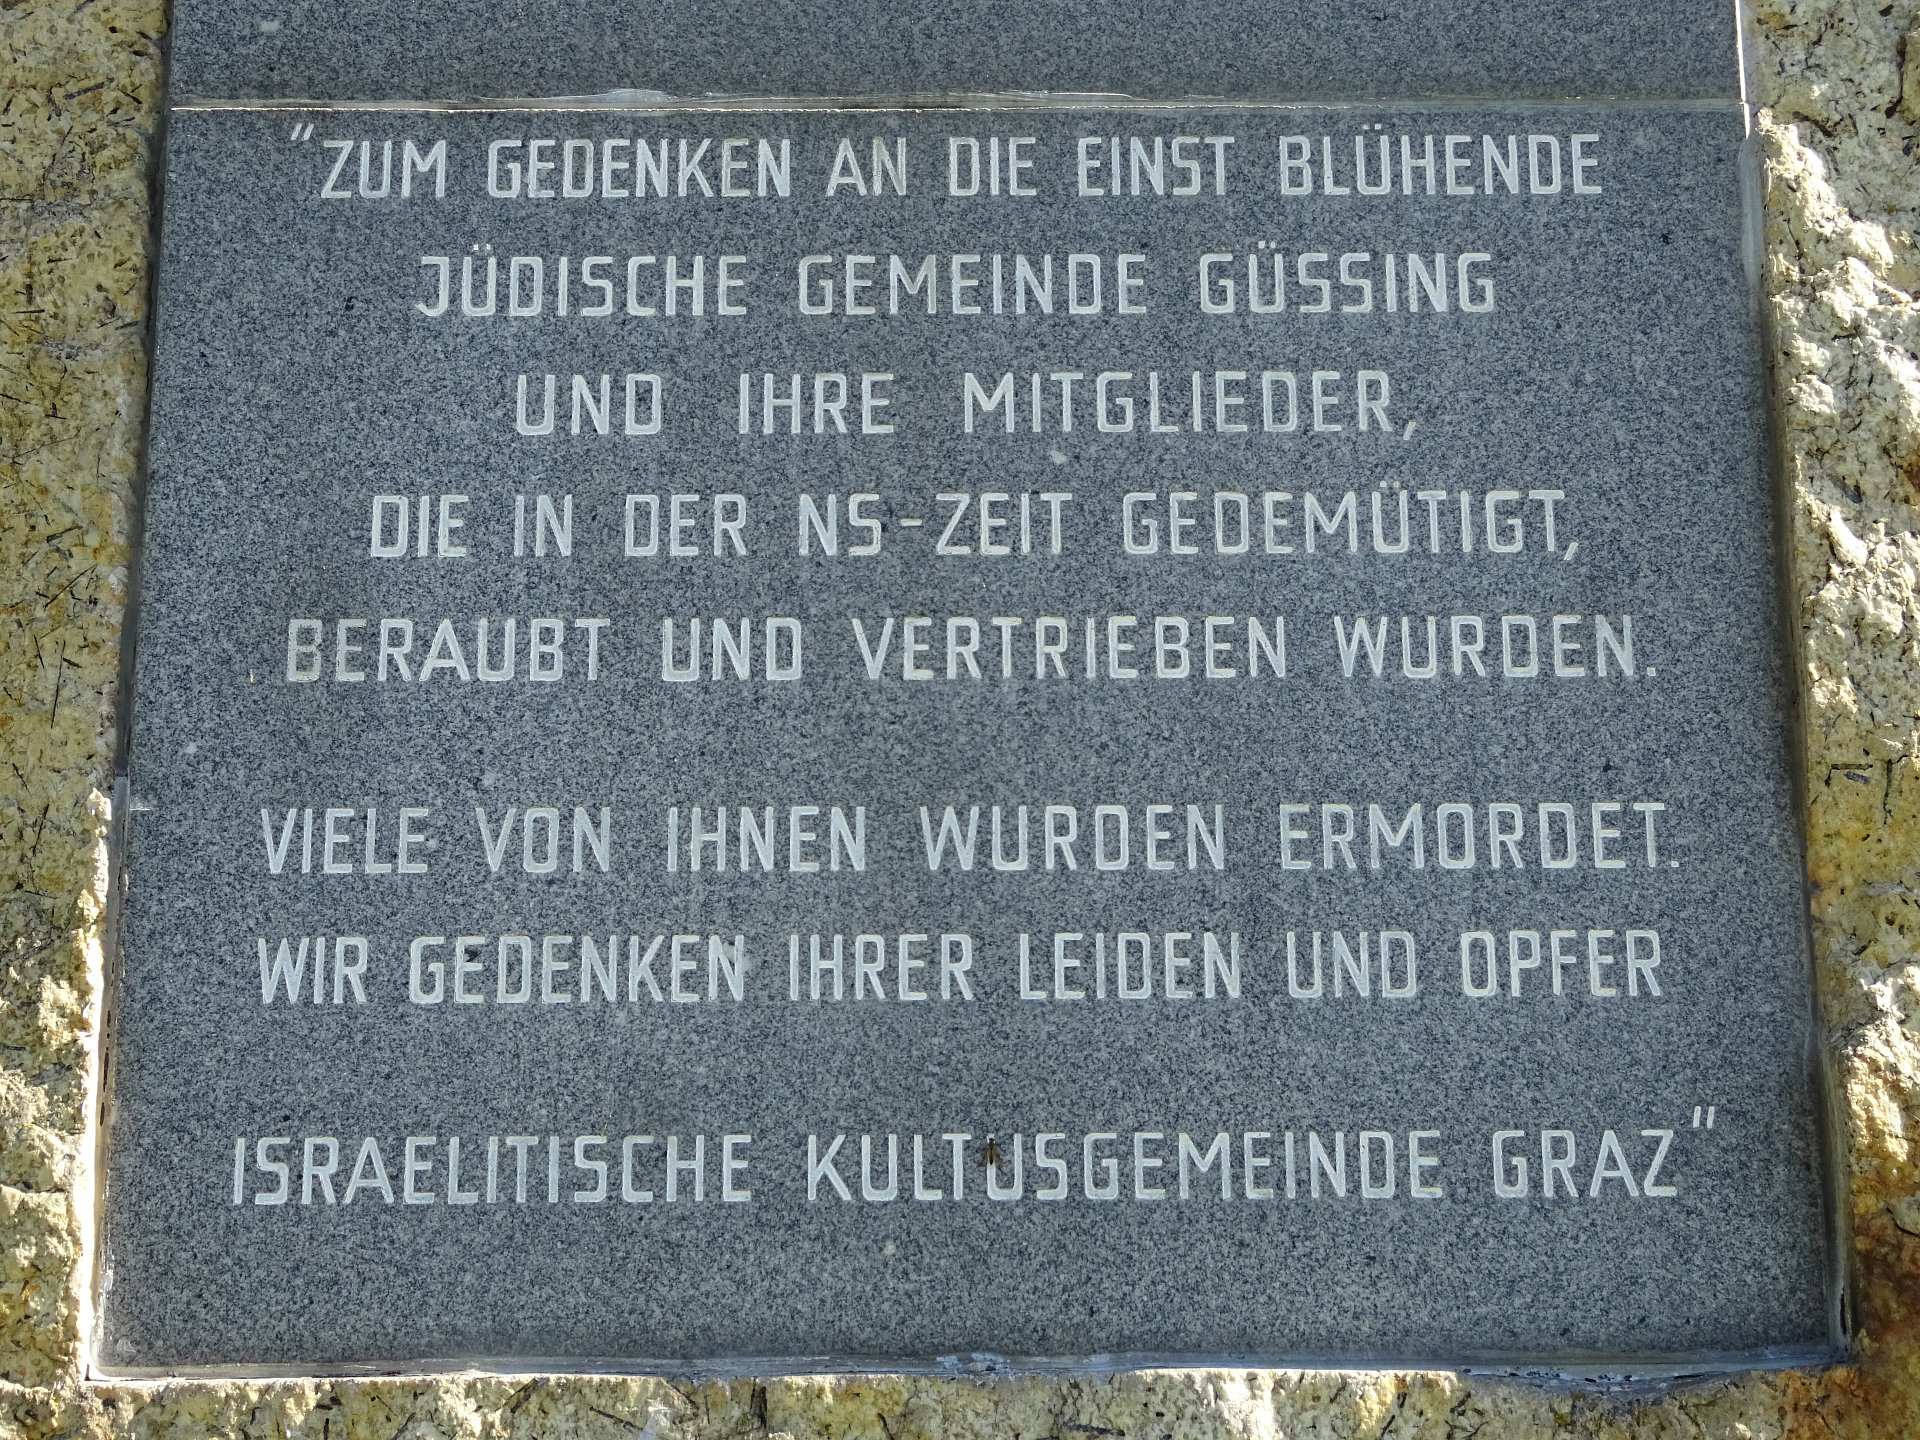 "ZUM GEDENKEN AN DIE EINST BLÜHENDE
JÜDISCHE GEMEINDE GÜSSING
UND IHRE MITGLIEDER,
DIE IN DER NS-ZEIT GEDEMÜTIGT,
BERAUBT UND VERTRIEBEN WURDEN.
VIELE VON IHNEN WURDEN ERMORDET.
WIR GEDENKEN IHRER LEIDEN UND OPFER
ISRAELITISCHE KULTUSGEMEINDE GRAZ"